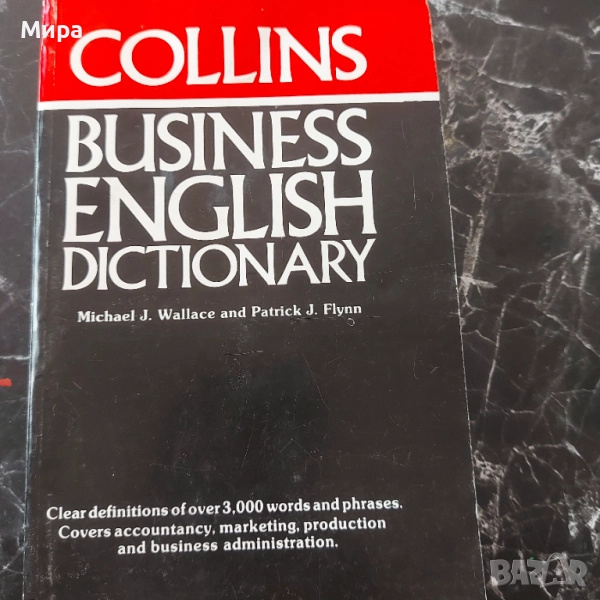 Мира
COLLINS
BUSINESS
ENGLISH
DICTIONARY
Michael J. Wallace and Patrick J. Flynn
Clear definitions of over 3,000 words and phrases.
Covers accountancy, marketing, production
and business administration.
BAZAR